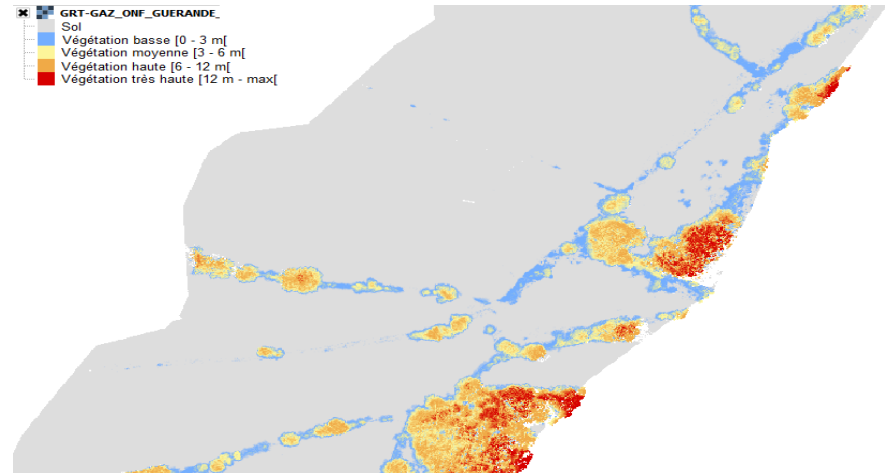 GRT-GAZ_ONF_GUERANDE_
Sol
Végétation basse [0 - 3 m[
Végétation moyenne [3 - 6 m[
Végétation haute [6 - 12 m[
Végétation très haute [12 m - max[